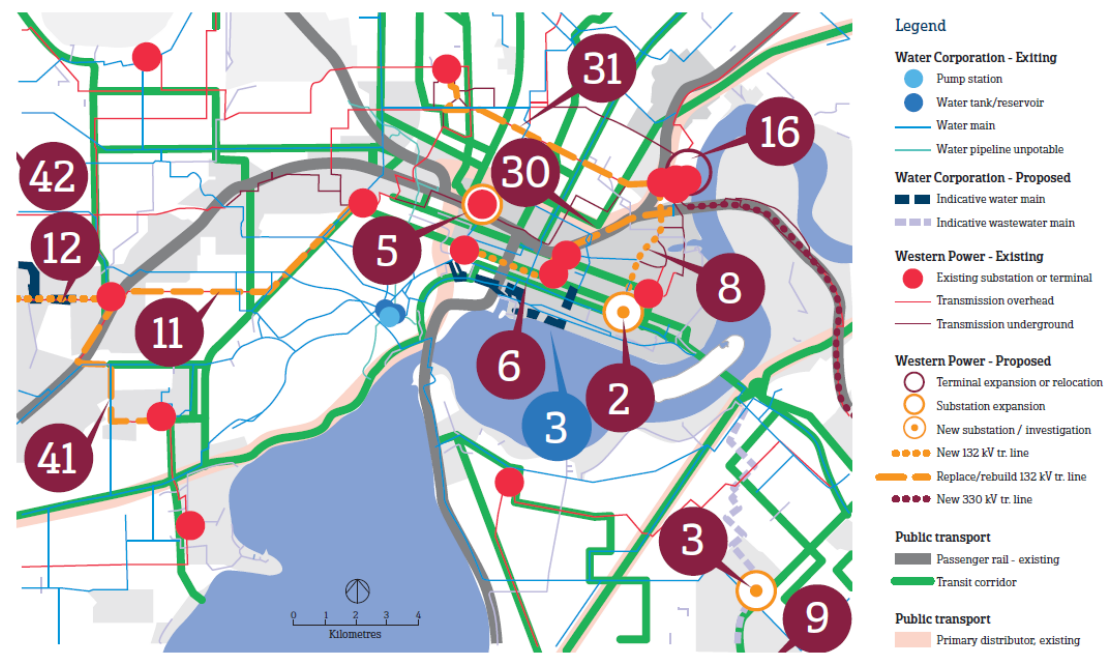 31
16
42
30
12
5
8
11
6
2
3
41
3
9
0 1 2 3 4
Kilometres
Legend
Water Corporation - Exiting
Pump station
Water tank/reservoir
Water main
Water pipeline unpotable
Water Corporation - Proposed
Indicative water main
Indicative wastewater main
Western Power - Existing
Existing substation or terminal
Transmission overhead
Transmission underground
Western Power - Proposed
Terminal expansion or relocation
Substation expansion
New substation / investigation
New 132 kV tr. line
Replace/rebuild 132 kV tr. line
New 330 kV tr. line
Public transport
Passenger rail - existing
Transit corridor
Public transport
Primary distributor, existing